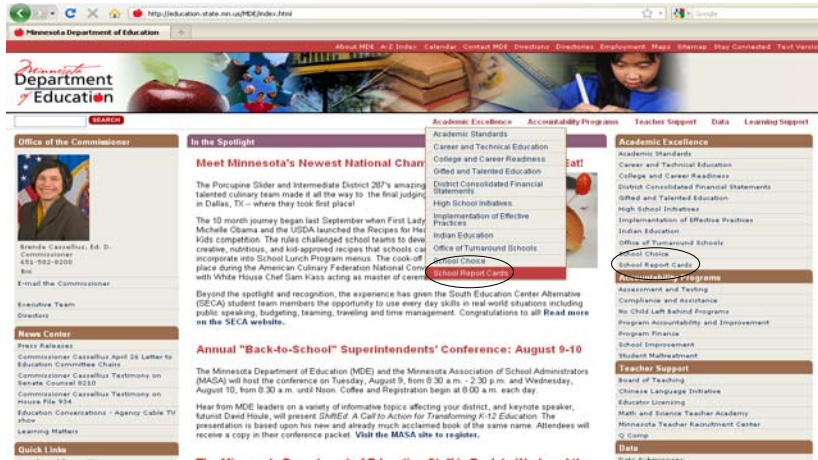 http://education.state.mn.us/MDE/index.html
Google
Minnesota Department of Education
About MDE A-Z Index Calendar Contact MDE Directions Directories Employment Maps Sitemap Stay Connected Text Versio
Minnesota
Department
of Education
SEARCH
Academic Excellence Accountability Programs Teacher Support Data Learning Support
Office of the Commissioner
Brenda Cassellius, Ed. D.
Commissioner
651-582-8200
Bio
E-mail the Commissioner
Executive Team
Directors
News Center
Press Releases
Commissioner Cassellius April 26 Letter to
Education Committee Chairs
Commissioner Cassellius Testimony on
Senate Counsel 0210
Commissioner Cassellius Testimony on
House File 934
Education Conversations - Agency Cable TV
show
Learning Matters
Quick Links
In the Spotlight
Meet Minnesota's Newest National Cham
Eat!
The Porcupine Slider and Intermediate District 287's amazing
talented culinary team made it all the way to the final judging
in Dallas, TX -- where they took first place!
The 10 month journey began last September when First Lady
Michelle Obama and the USDA launched the Recipes for Hea
Kids competition. The rules challenged school teams to deve
creative, nutritious, and kid-approved recipes that schools ca
incorporate into School Lunch Program menus. The cook-off
place during the American Culinary Federation National Con
with White House Chef Sam Kass acting as master of cerem
Beyond the spotlight and recognition, the experience has given the South Education Center Alternative
(SECA) student team members the opportunity to use every day skills in real world situations including
public speaking, budgeting, teaming, traveling and time management. Congratulations to all! Read more
on the SECA website.
Annual "Back-to-School" Superintendents' Conference: August 9-10
The Minnesota Department of Education (MDE) and the Minnesota Association of School Administrators
(MASA) will host the conference on Tuesday, August 9, from 8:30 a.m. - 2:30 p.m. and Wednesday,
August 10, from 8:30 a.m. until Noon. Coffee and Registration begin at 8:00 a.m. each day.
Hear from MDE leaders on a variety of informative topics affecting your district, and keynote speaker,
futurist David Houle, will present ShiftEd: A Call to Action for Transforming K-12 Education. The
presentation is based upon his new and already much acclaimed book of the same name. Attendees will
receive a copy in their conference packet. Visit the MASA site to register.
Academic Standards
Career and Technical Education
College and Career Readiness
Gifted and Talented Education
District Consolidated Financial
Statements
High School Initiatives
Implementation of Effective
Practices
Indian Education
Office of Turnaround Schools
School Choice
School Report Cards
Academic Excellence
Academic Standards
Career and Technical Education
College and Career Readiness
District Consolidated Financial Statements
Gifted and Talented Education
High School Initiatives
Implementation of Effective Practices
Indian Education
Office of Turnaround Schools
School Choice
School Report Cards
Accountability Programs
Assessment and Testing
Compliance and Assistance
No Child Left Behind Programs
Program Accountability and Improvement
Program Finance
School Improvement
Student Maltreatment
Teacher Support
Board of Teaching
Chinese Language Initiative
Educator Licensing
Math and Science Teacher Academy
Minnesota Teacher Recruitment Center
Q Comp
Data